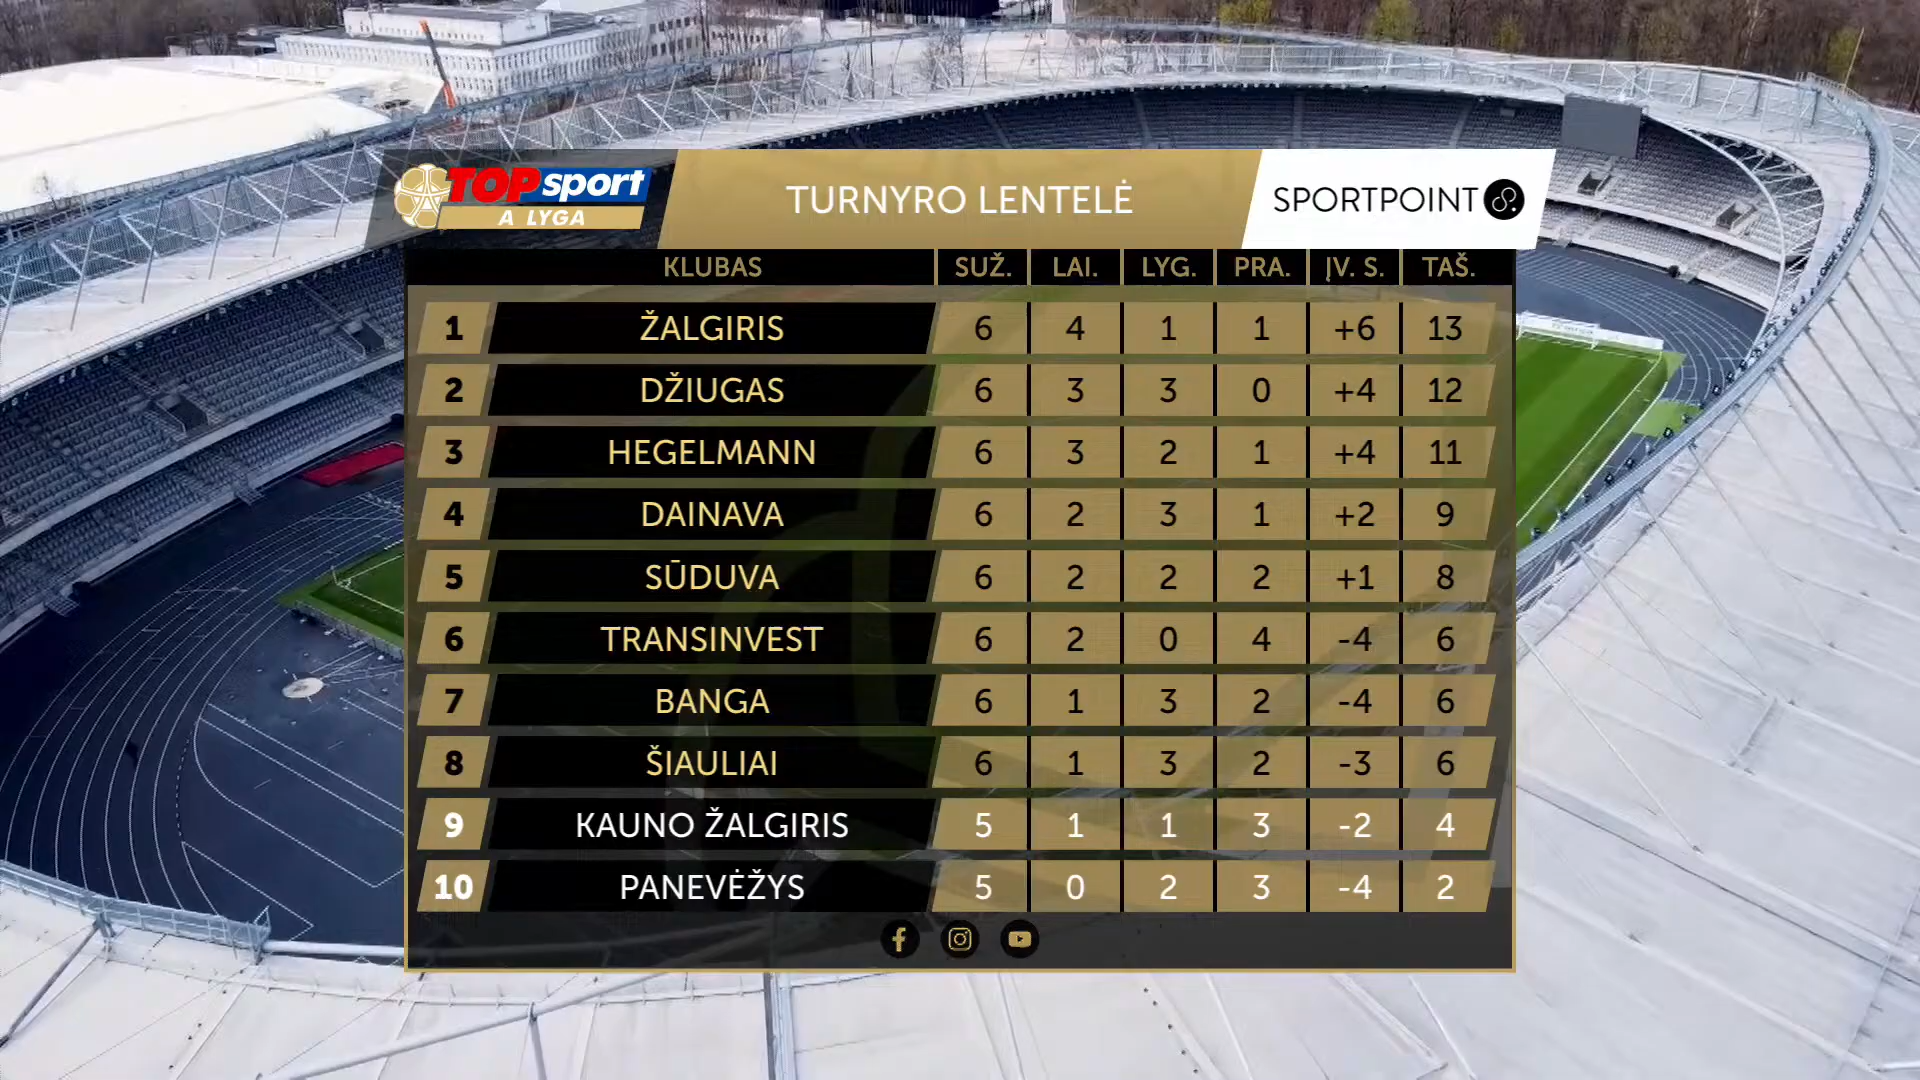 TOPsport
A LYGA
TURNYRO LENTELĖ
SPORTPOINT
KLUBAS SUŽ. LAI. LYG. PRA. ĮV. S. TAŠ.
1 ŽALGIRIS 6 4 1 1 +6 13
2 DŽIUGAS 6 3 3 0 +4 12
3 HEGELMANN 6 3 2 1 +4 11
4 DAINAVA 6 2 3 1 +2 9
5 SŪDUVA 6 2 2 2 +1 8
6 TRANSINVEST 6 2 0 4 -4 6
7 BANGA 6 1 3 2 -4 6
8 ŠIAULIAI 6 1 3 2 -3 6
9 KAUNO ŽALGIRIS 5 1 1 3 -2 4
10 PANEVĖŽYS 5 0 2 3 -4 2